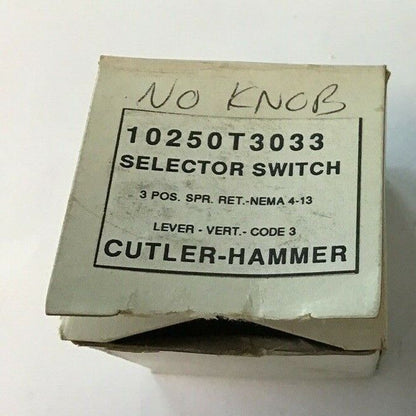 NO KNOB
10250T3033
SELECTOR SWITCH
3 POS. SPR. RET.-NEMA 4-13
LEVER - VERT.- CODE 3
CUTLER-HAMMER